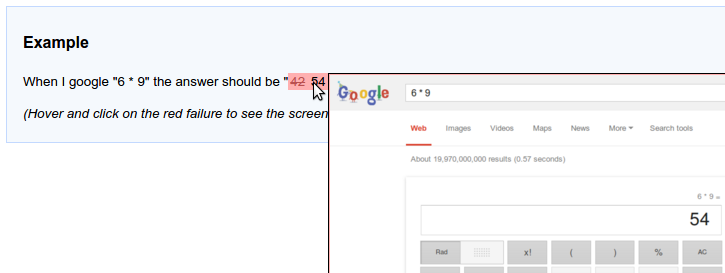 Example
When I google "6 * 9" the answer should be "42 54
(Hover and click on the red failure to see the screen
Google
6 * 9
Web Images Videos Maps News More Search tools
About 19,970,000,000 results (0.57 seconds)
6 * 9 =
54
Rad x! ( ) % AC